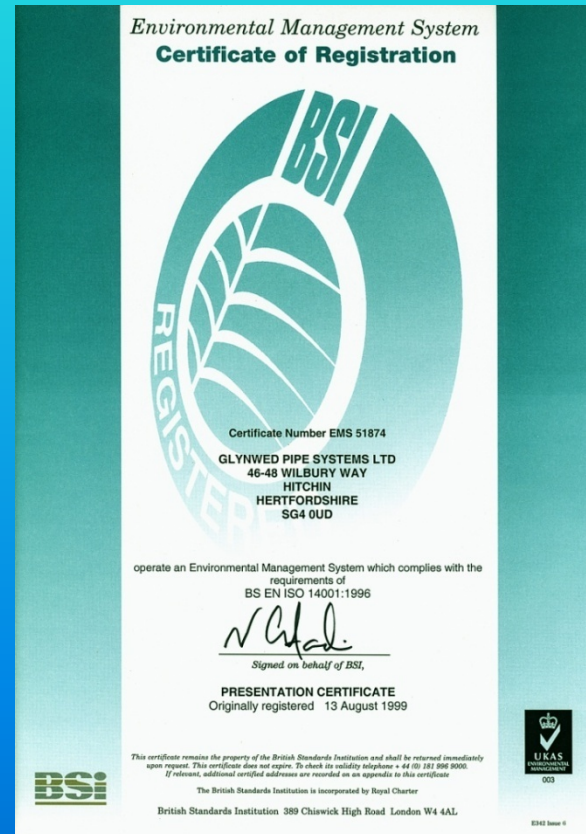 Environmental Management System
Certificate of Registration
BSI
REGISTERED
Certificate Number EMS 51874
GLYNWED PIPE SYSTEMS LTD
46-48 WILBURY WAY
HITCHIN
HERTFORDSHIRE
SG4 0UD
operate an Environmental Management System which complies with the
requirements of
BS EN ISO 14001:1996
Signed on behalf of BSI,
PRESENTATION CERTIFICATE
Originally registered 13 August 1999
This certificate remains the property of the British Standards Institution and shall be returned immediately
upon request. This certificate does not expire. To check its validity telephone + 44 (0) 181 996 9000.
If relevant, addtional certified addresses are recorded on an appendix to this certificate
The British Standards Institution is incorporated by Royal Charter
British Standards Institution 389 Chiswick High Road London W4 4AL
BSi
UKAS
ENVIRONMENTAL
MANAGEMENT
003
E342 Issue 6